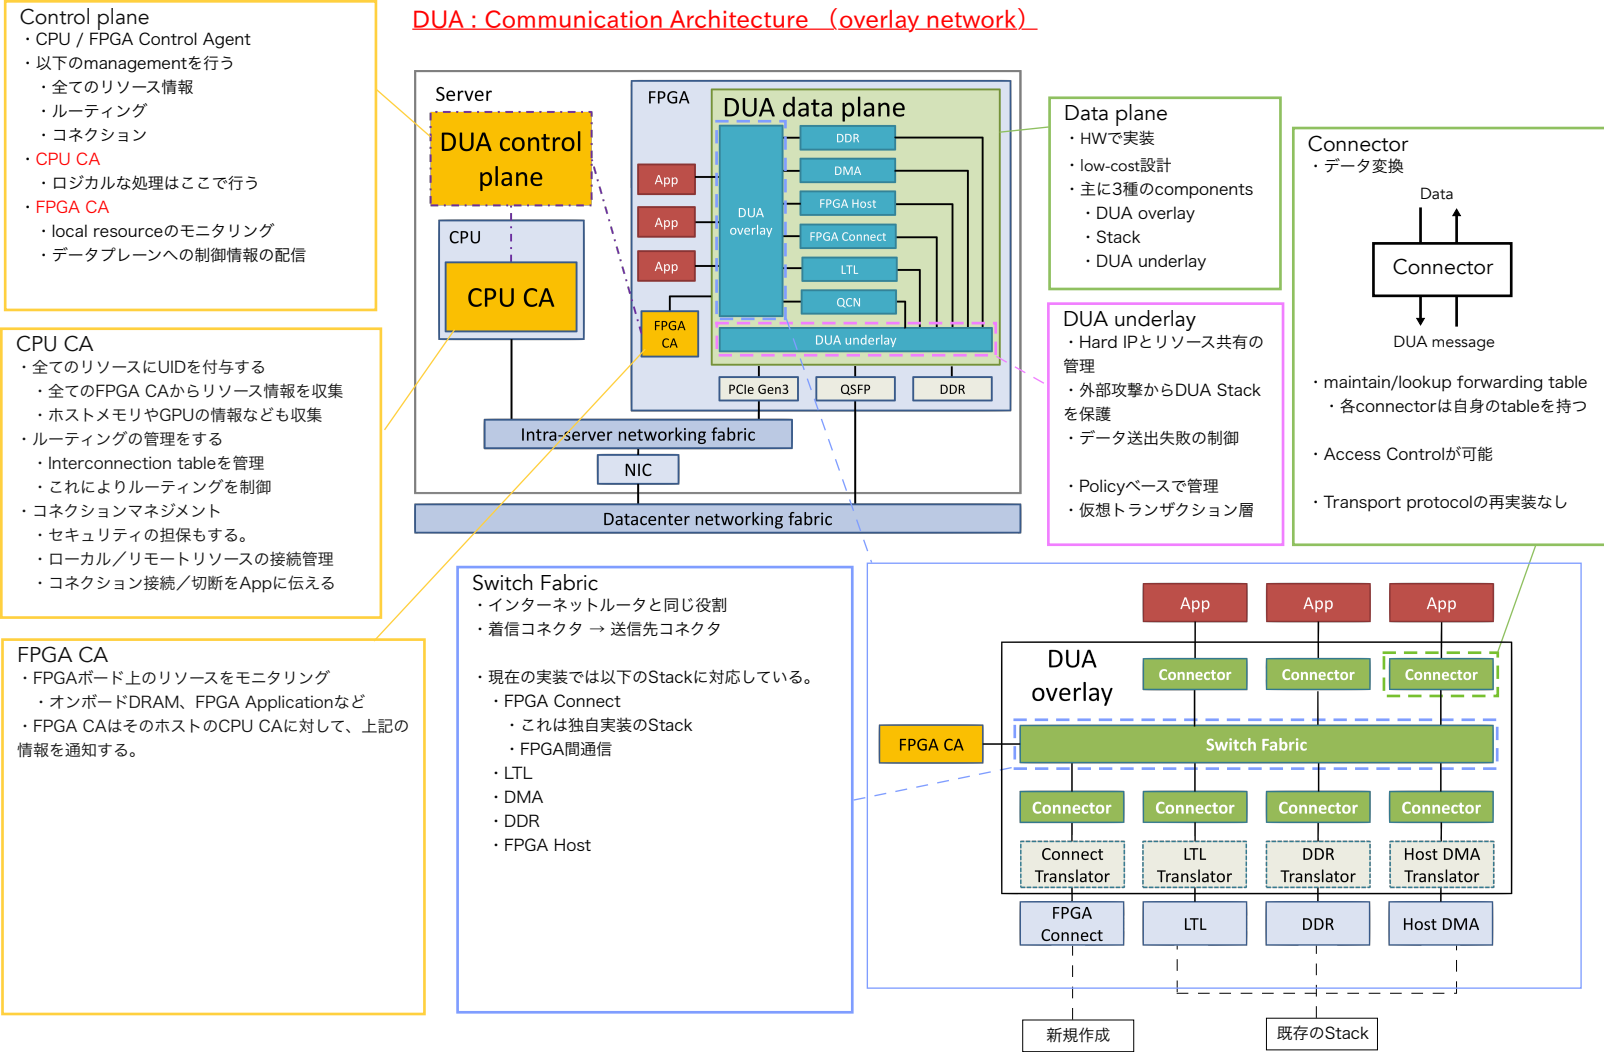 DUA : Communication Architecture （overlay network）
Control plane
・CPU / FPGA Control Agent
・以下のmanagementを行う
・全てのリソース情報
・ルーティング
・コネクション
・CPU CA
・ロジカルな処理はここで行う
・FPGA CA
・local resourceのモニタリング
・データプレーンへの制御情報の配信
CPU CA
・全てのリソースにUIDを付与する
・全てのFPGA CAからリソース情報を収集
・ホストメモリやGPUの情報なども収集
・ルーティングの管理をする
・Interconnection tableを管理
・これによりルーティングを制御
・コネクションマネジメント
・セキュリティの担保もする。
・ローカル／リモートリソースの接続管理
・コネクション接続／切断をAppに伝える
FPGA CA
・FPGAボード上のリソースをモニタリング
・オンボードDRAM、FPGA Applicationなど
・FPGA CAはそのホストのCPU CAに対して、上記の
情報を通知する。
Server
DUA control
plane
CPU
CPU CA
FPGA
DUA data plane
App
App
App
FPGA
CA
DUA
overlay
DDR
DMA
FPGA Host
FPGA Connect
LTL
QCN
DUA underlay
PCIe Gen3
QSFP
DDR
Intra-server networking fabric
NIC
Datacenter networking fabric
Data plane
・HWで実装
・low-cost設計
・主に3種のcomponents
・DUA overlay
・Stack
・DUA underlay
DUA underlay
・Hard IPとリソース共有の
管理
・外部攻撃からDUA Stack
を保護
・データ送出失敗の制御
・Policyベースで管理
・仮想トランザクション層
Connector
・データ変換
Data
Connector
DUA message
・maintain/lookup forwarding table
・各connectorは自身のtableを持つ
・Access Controlが可能
・Transport protocolの再実装なし
Switch Fabric
・インターネットルータと同じ役割
・着信コネクタ → 送信先コネクタ
・現在の実装では以下のStackに対応している。
・FPGA Connect
・これは独自実装のStack
・FPGA間通信
・LTL
・DMA
・DDR
・FPGA Host
App
App
App
DUA
overlay
Connector
Connector
Connector
FPGA CA
Switch Fabric
Connector
Connector
Connector
Connector
Connect
Translator
LTL
Translator
DDR
Translator
Host DMA
Translator
FPGA
Connect
LTL
DDR
Host DMA
新規作成
既存のStack